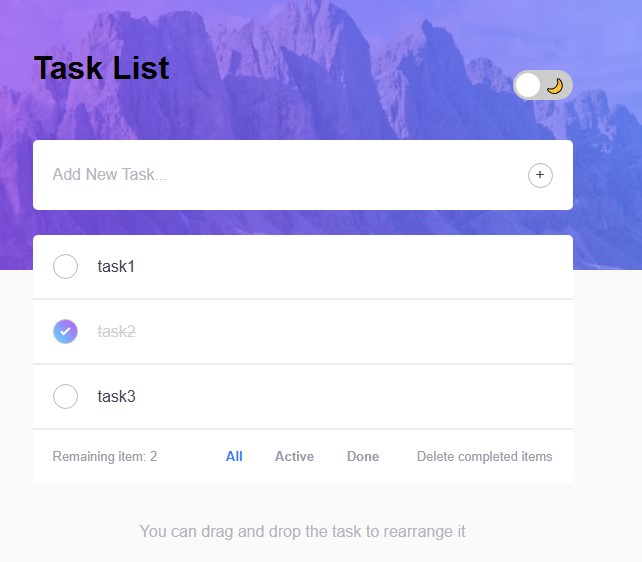 Task List
Add New Task...
+
task1
task2
task3
Remaining item: 2 All Active Done Delete completed items
You can drag and drop the task to rearrange it